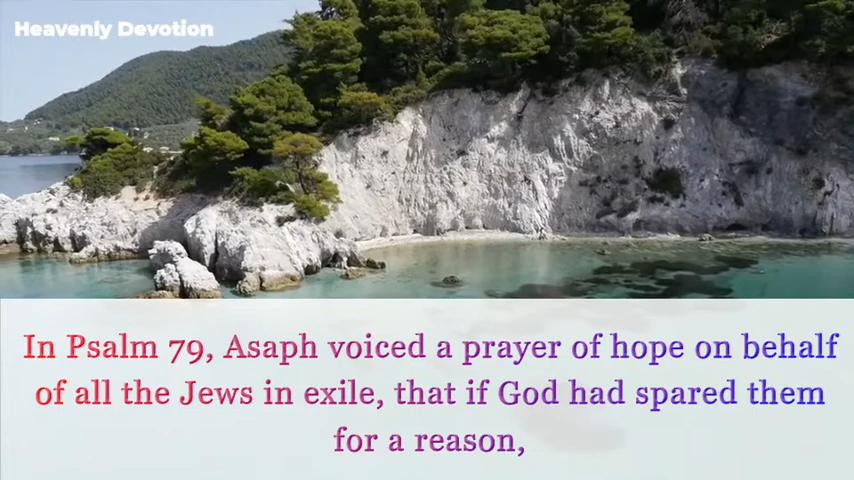 Heavenly Devotion
In Psalm 79, Asaph voiced a prayer of hope on behalf
of all the Jews in exile, that if God had spared them
for a reason,